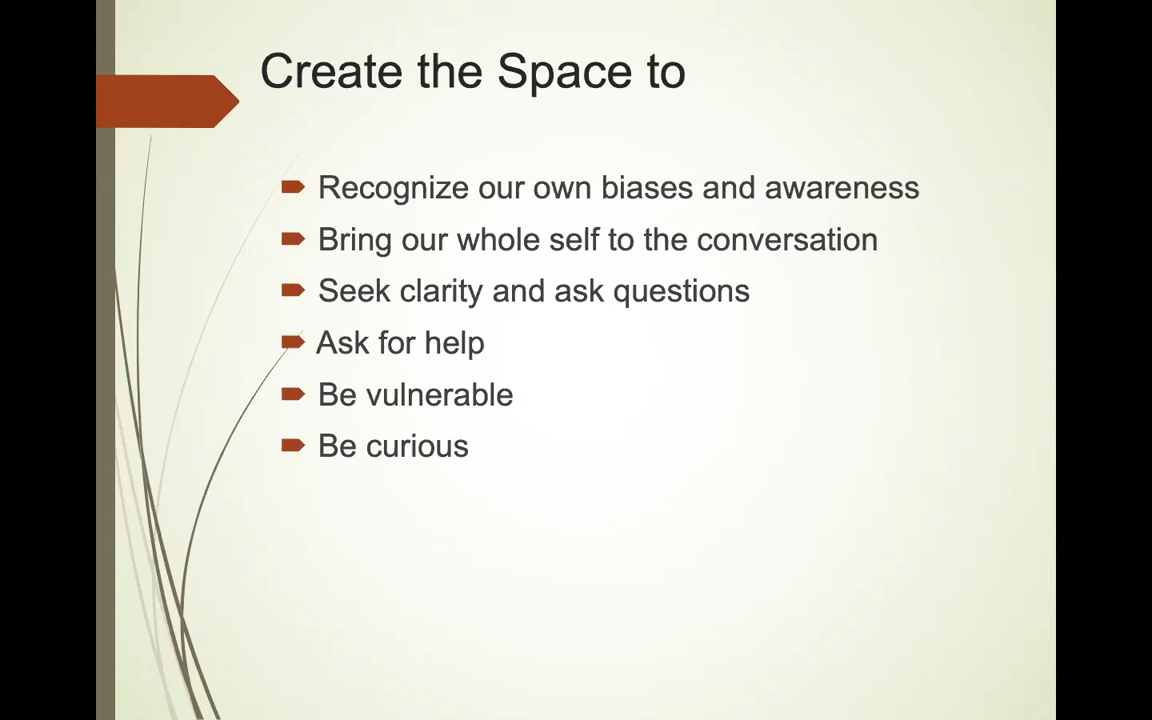 Create the Space to
Recognize our own biases and awareness
Bring our whole self to the conversation
Seek clarity and ask questions
Ask for help
Be vulnerable
Be curious